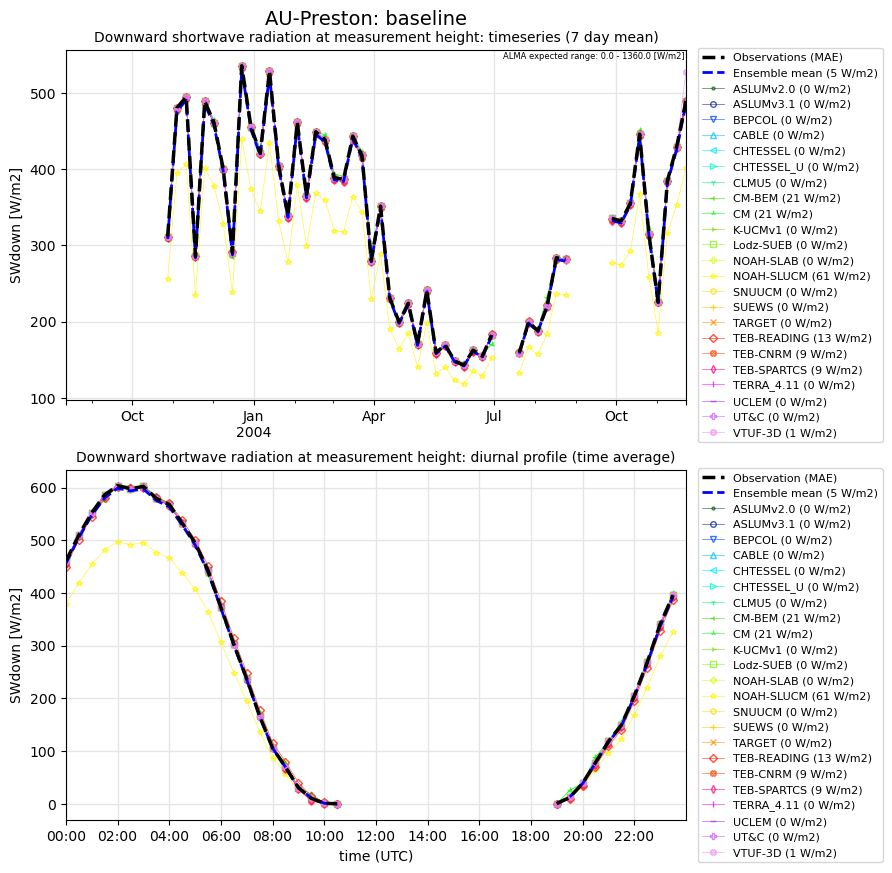 AU-Preston: baseline
Downward shortwave radiation at measurement height: timeseries (7 day mean)
ALMA expected range: 0.0 - 1360.0 [W/m2]
SWdown [W/m2]
500
400
300
200
100
Oct
Jan
2004
Apr
Jul
Oct
Observations (MAE)
Ensemble mean (5 W/m2)
ASLUMv2.0 (0 W/m2)
ASLUMv3.1 (0 W/m2)
BEPCOL (0 W/m2)
CABLE (0 W/m2)
CHTESSEL (0 W/m2)
CHTESSEL_U (0 W/m2)
CLMU5 (0 W/m2)
CM-BEM (21 W/m2)
CM (21 W/m2)
K-UCMv1 (0 W/m2)
Lodz-SUEB (0 W/m2)
NOAH-SLAB (0 W/m2)
NOAH-SLUCM (61 W/m2)
SNUUCM (0 W/m2)
SUEWS (0 W/m2)
TARGET (0 W/m2)
TEB-READING (13 W/m2)
TEB-CNRM (9 W/m2)
TEB-SPARTCS (9 W/m2)
TERRA_4.11 (0 W/m2)
UCLEM (0 W/m2)
UT&C (0 W/m2)
VTUF-3D (1 W/m2)
Downward shortwave radiation at measurement height: diurnal profile (time average)
SWdown [W/m2]
600
500
400
300
200
100
0
00:00
02:00
04:00
06:00
08:00
10:00
12:00
14:00
16:00
18:00
20:00
22:00
time (UTC)
Observation (MAE)
Ensemble mean (5 W/m2)
ASLUMv2.0 (0 W/m2)
ASLUMv3.1 (0 W/m2)
BEPCOL (0 W/m2)
CABLE (0 W/m2)
CHTESSEL (0 W/m2)
CHTESSEL_U (0 W/m2)
CLMU5 (0 W/m2)
CM-BEM (21 W/m2)
CM (21 W/m2)
K-UCMv1 (0 W/m2)
Lodz-SUEB (0 W/m2)
NOAH-SLAB (0 W/m2)
NOAH-SLUCM (61 W/m2)
SNUUCM (0 W/m2)
SUEWS (0 W/m2)
TARGET (0 W/m2)
TEB-READING (13 W/m2)
TEB-CNRM (9 W/m2)
TEB-SPARTCS (9 W/m2)
TERRA_4.11 (0 W/m2)
UCLEM (0 W/m2)
UT&C (0 W/m2)
VTUF-3D (1 W/m2)